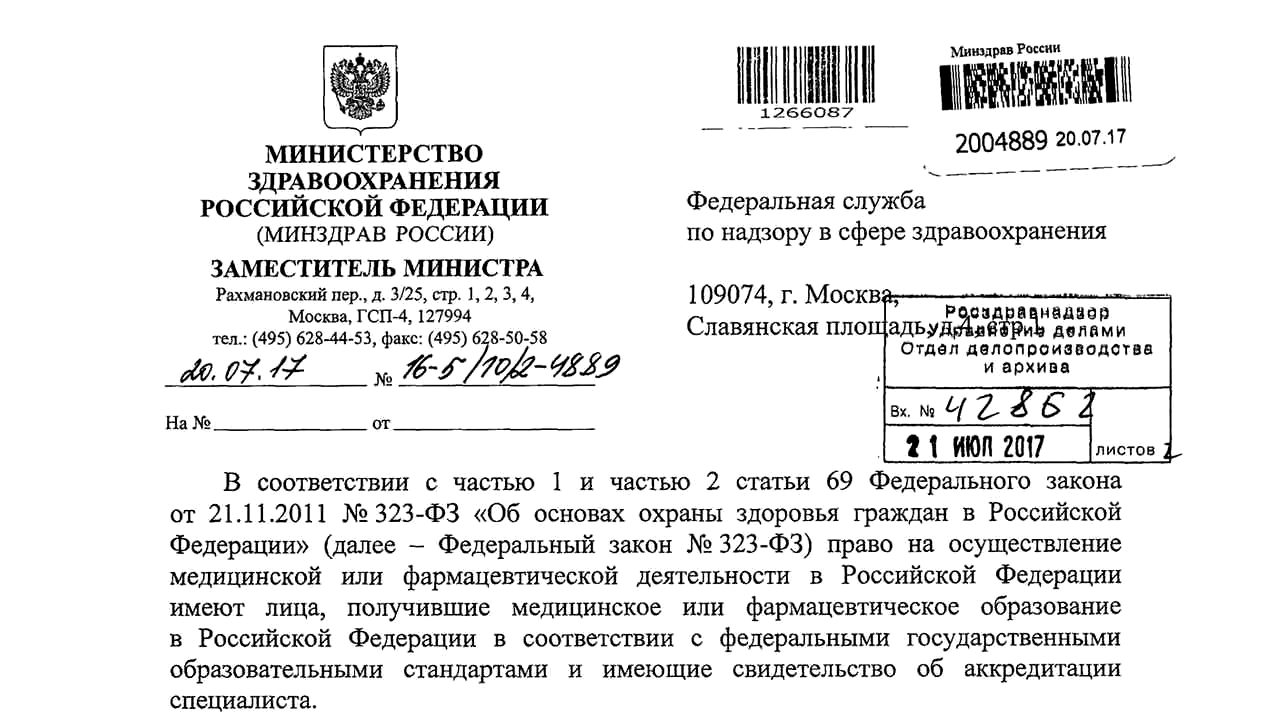 МИНИСТЕРСТВО
ЗДРАВООХРАНЕНИЯ
РОССИЙСКОЙ ФЕДЕРАЦИИ
(МИНЗДРАВ РОССИИ)
ЗАМЕСТИТЕЛЬ МИНИСТРА
Рахмановский пер., д. 3/25, стр. 1, 2, 3, 4,
Москва, ГСП-4, 127994
тел.: (495) 628-44-53, факс: (495) 628-50-58
20.07.17 № 16-5/10/2-4889
На № от
1266087
Минздрав России
2004889 20.07.17
Федеральная служба
по надзору в сфере здравоохранения
109074, г. Москва,
Славянская площадь, д.4, стр.1
Росздравнадзор
Управление делами
Отдел делопроизводства
и архива
Вх. № 42862
21 ИЮЛ 2017
листов 2
В соответствии с частью 1 и частью 2 статьи 69 Федерального закона
от 21.11.2011 № 323-ФЗ «Об основах охраны здоровья граждан в Российской
Федерации» (далее – Федеральный закон № 323-ФЗ) право на осуществление
медицинской или фармацевтической деятельности в Российской Федерации
имеют лица, получившие медицинское или фармацевтическое образование
в Российской Федерации в соответствии с федеральными государственными
образовательными стандартами и имеющие свидетельство об аккредитации
специалиста.